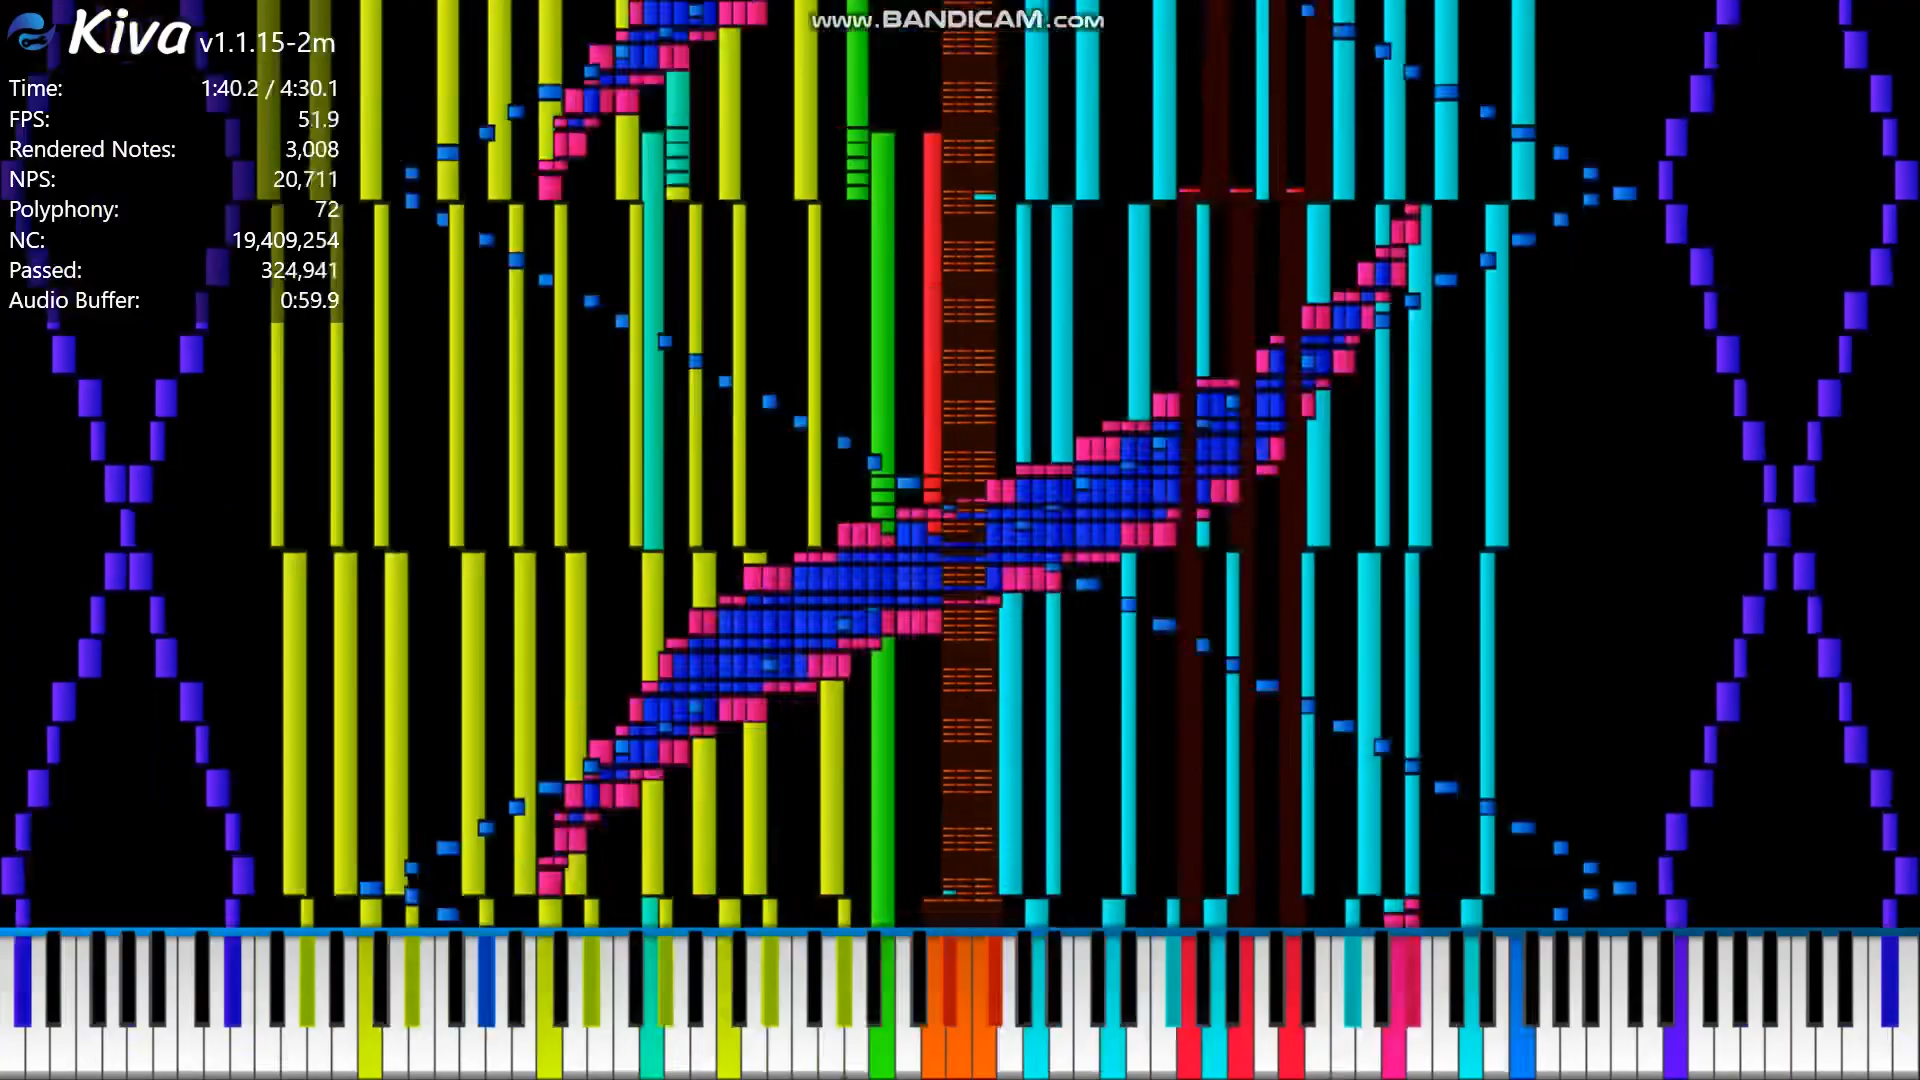 www.BANDICAM.com
Kiva v1.1.15-2m
Time: 1:40.2 / 4:30.1
FPS: 51.9
Rendered Notes: 3,008
NPS: 20,711
Polyphony: 72
NC: 19,409,254
Passed: 324,941
Audio Buffer: 0:59.9